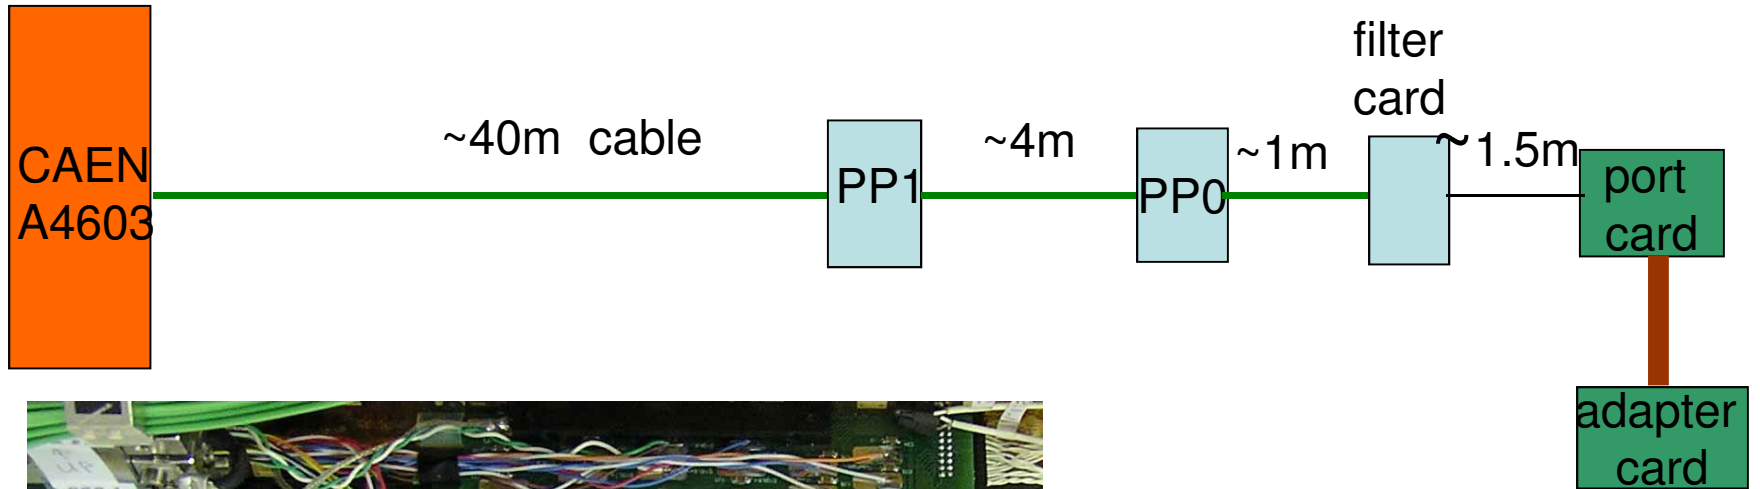 filter
card
~40m cable
~4m
~1m
~1.5m
CAEN
A4603
PP1
PP0
port
card
adapter
card